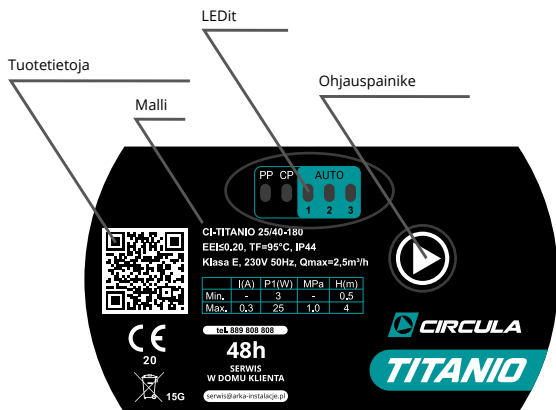 LEDit
Tuotetietoja
Ohjauspainike
Malli
PP CP AUTO
1 2 3
CI-TITANIO 25/40-180
EEI≤0,20, TF=95°C, IP44
Klasa E, 230V 50Hz, Qmax=2,5m³/h
I(A) P1(W) MPa H(m)
Min. - 3 - 0.5
Max. 0.3 25 1.0 4
CE
20
15G
tel. 889 808 808
48h
SERWIS
W DOMU KLIENTA
serwis@arka-instalacje.pl
CIRCULA
TITANIO